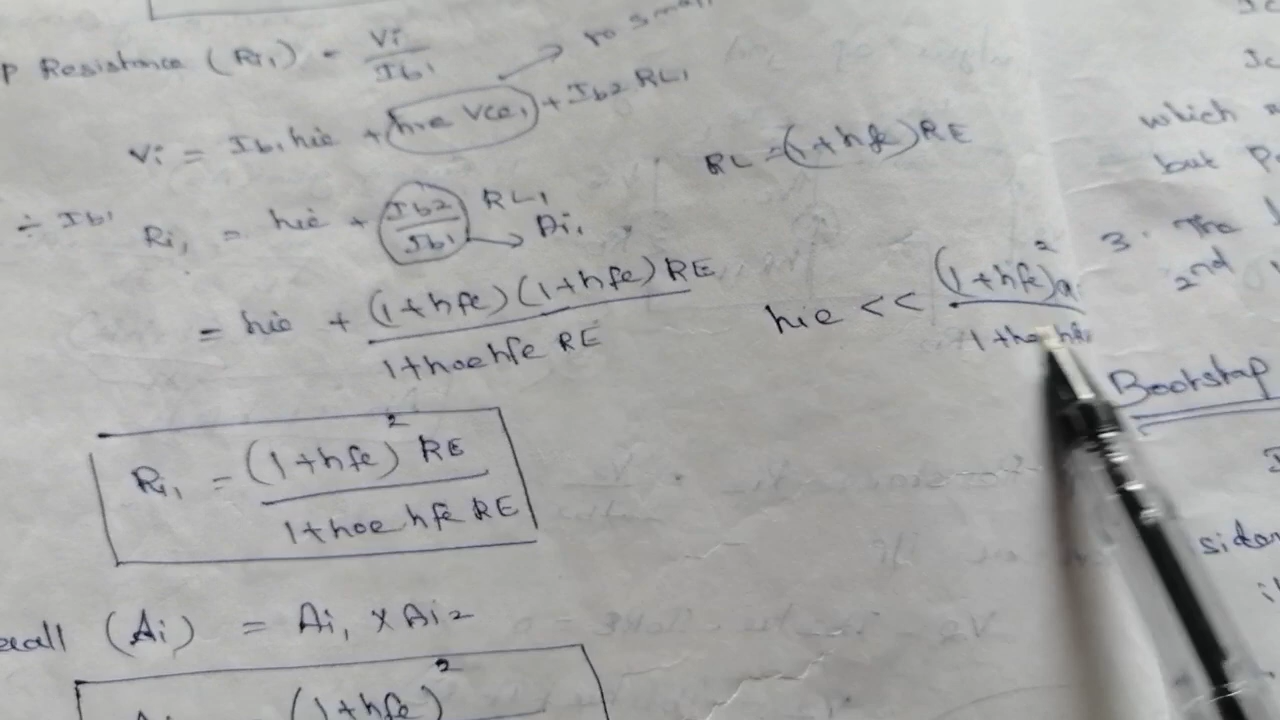 P Resistance (Ri1) = Vi / Ib1
→ so small
Vi = Ib1 hie + hre Vce1 + Ib2 RL1
RL = (1+hfe) RE
÷ Ib1 Ri1 = hie + Ib2 / Ib1 RL1
→ Ai1
= hie + (1+hfe)(1+hfe) RE / 1+hoe hfe RE
hie << (1+hfe)²
Ri1 = (1+hfe)² RE / 1+hoe hfe RE
(Ai) = Ai1 × Ai2
(1+hfe)²
which
but
3. The
2nd
Bootstap